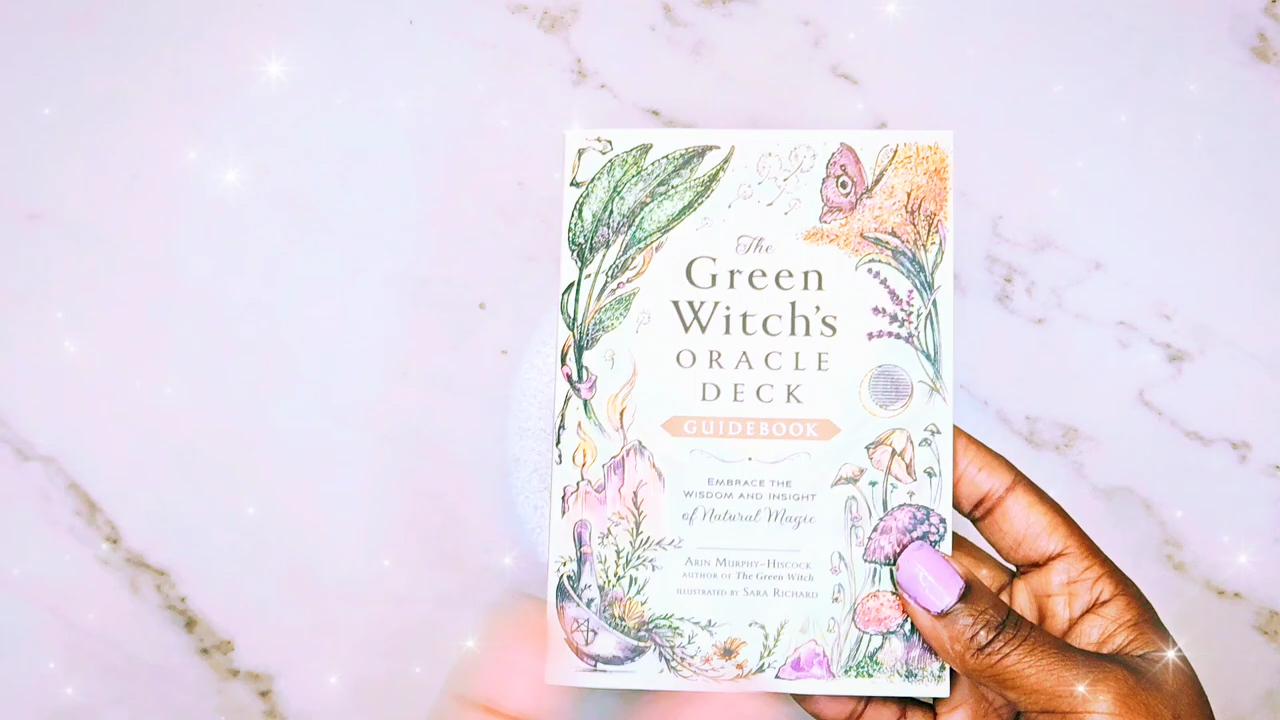 The
Green
Witch's
ORACLE
DECK
GUIDEBOOK
EMBRACE THE
WISDOM AND INSIGHT
of Natural Magic
ARIN MURPHY-HISCOCK
AUTHOR OF The Green Witch
ILLUSTRATED BY SARA RICHARD